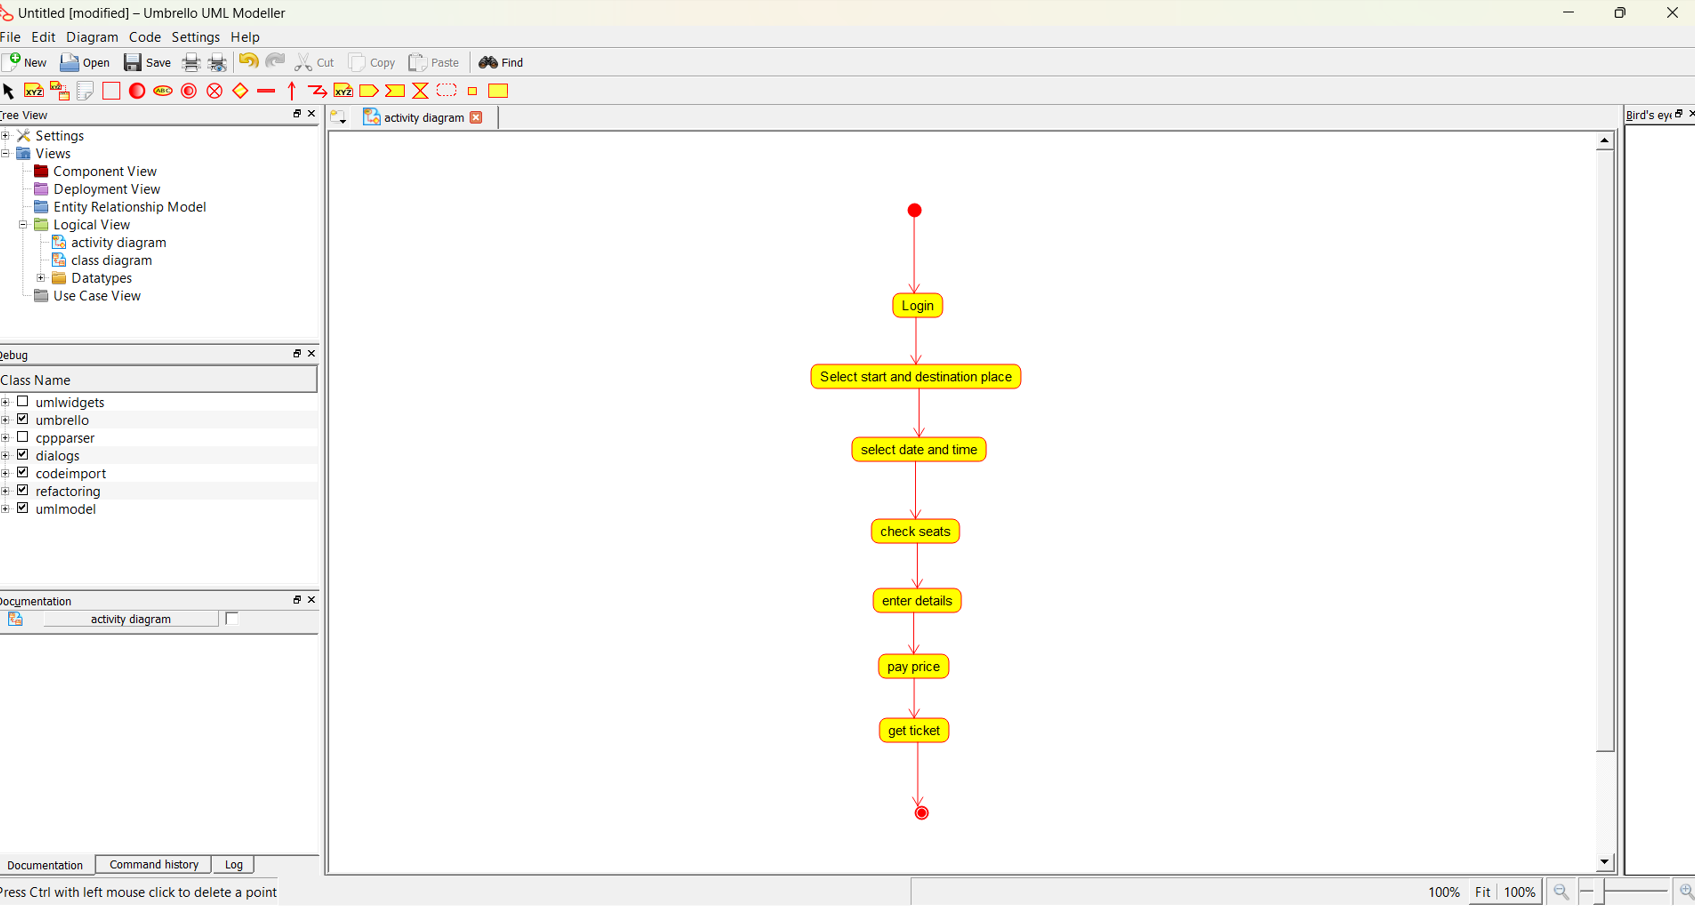 Untitled [modified] – Umbrello UML Modeller
File Edit Diagram Code Settings Help
New Open Save Cut Copy Paste Find
XYZ XYZ ABC XYZ
Tree View
activity diagram
Bird's eye
Settings
Views
Component View
Deployment View
Entity Relationship Model
Logical View
activity diagram
class diagram
Datatypes
Use Case View
Debug
Class Name
umlwidgets
umbrello
cppparser
dialogs
codeimport
refactoring
umlmodel
Documentation
activity diagram
Login
Select start and destination place
select date and time
check seats
enter details
pay price
get ticket
Documentation Command history Log
Press Ctrl with left mouse click to delete a point
100% Fit 100%